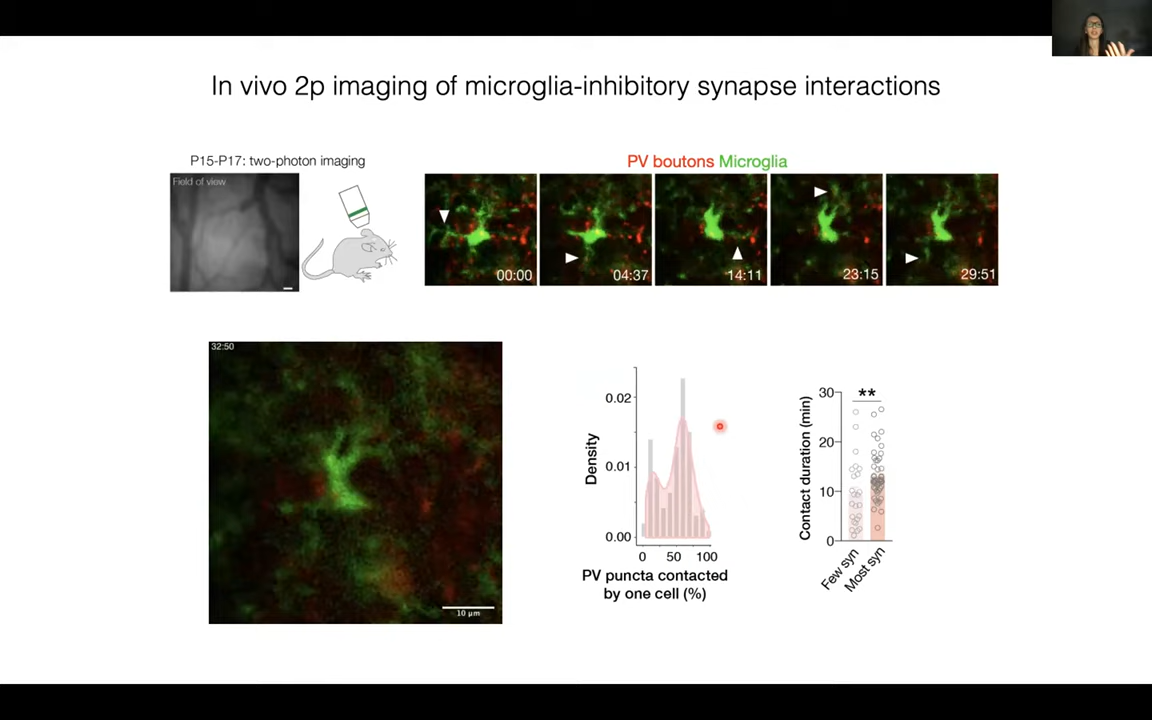 In vivo 2p imaging of microglia-inhibitory synapse interactions
P15-P17: two-photon imaging
Field of view
PV boutons Microglia
00:00
04:37
14:11
23:15
29:51
32:50
10 µm
Density
0.02
0.01
0.00
0 50 100
PV puncta contacted
by one cell (%)
Contact duration (min)
30
20
10
0
**
Few syn
Most syn